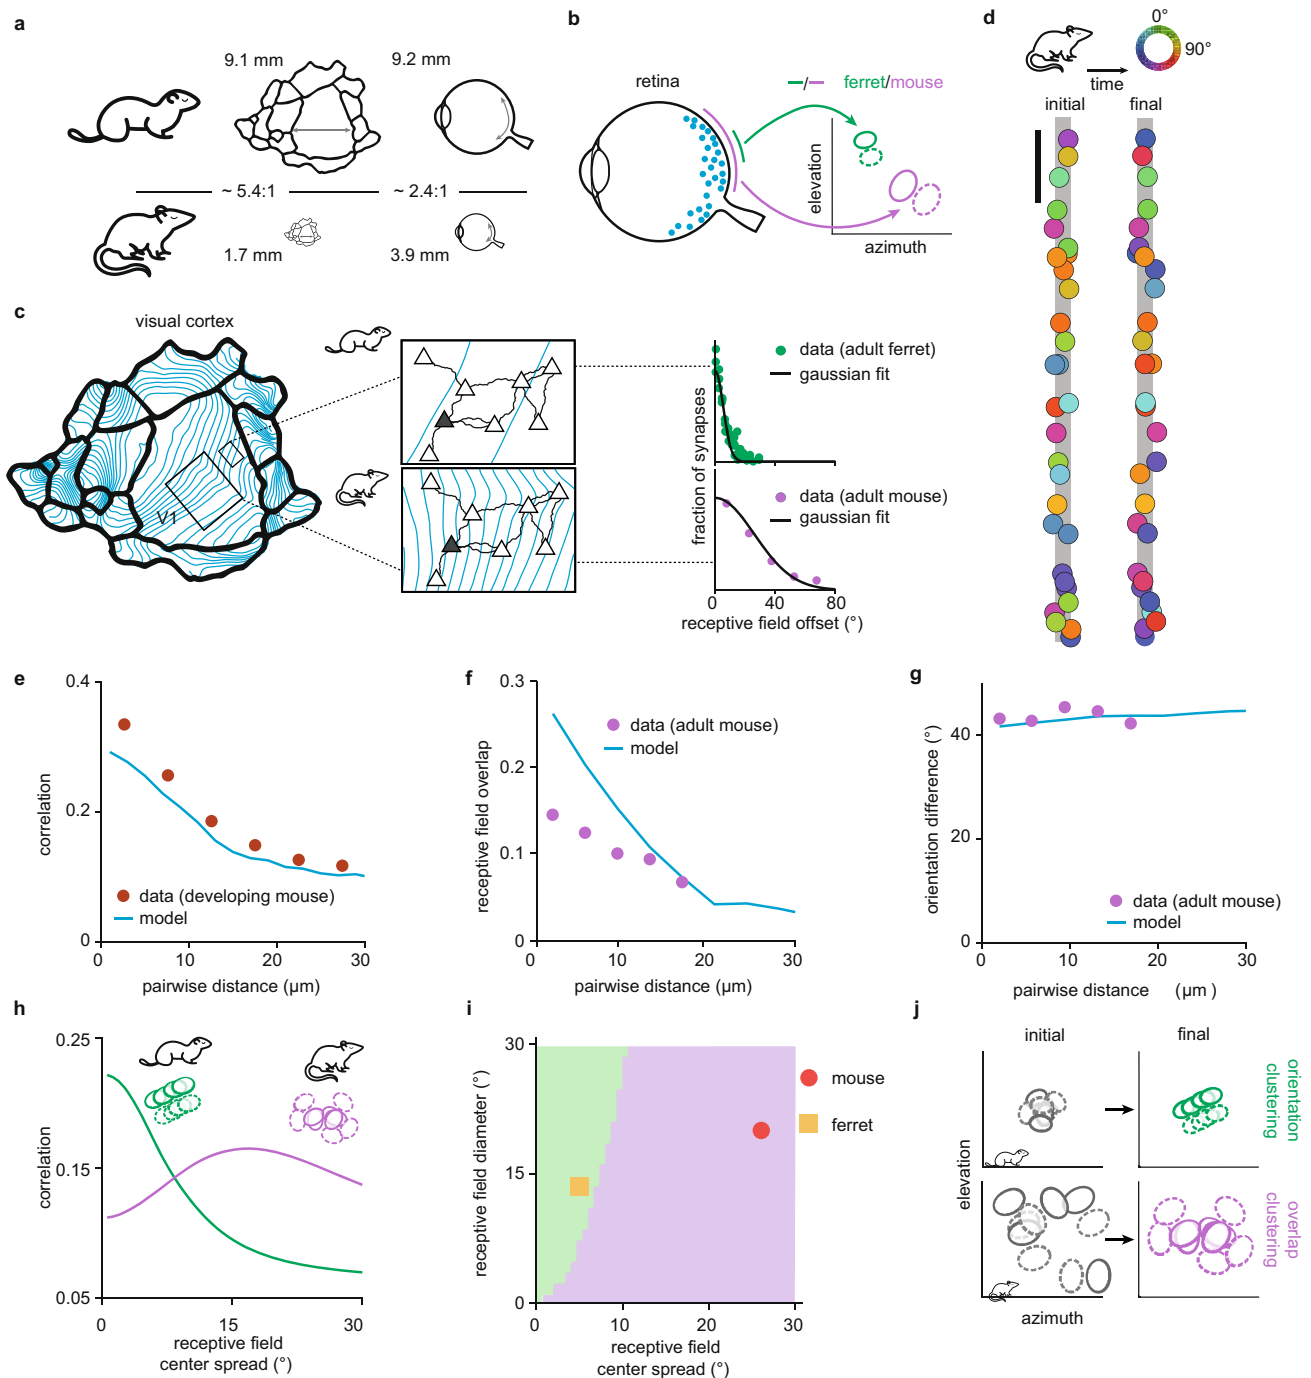 a
9.1 mm
9.2 mm
~ 5.4:1
~ 2.4:1
1.7 mm
3.9 mm
b
retina
–/– ferret/mouse
elevation
azimuth
c
visual cortex
V1
data (adult ferret)
gaussian fit
data (adult mouse)
gaussian fit
fraction of synapses
0
40
80
receptive field offset (°)
d
0°
90°
time
initial
final
e
0.4
0.2
0
correlation
data (developing mouse)
model
0
10
20
30
pairwise distance (µm)
f
0.3
0.2
0.1
0
receptive field overlap
data (adult mouse)
model
0
10
20
30
pairwise distance (µm)
g
40
20
0
orientation difference (°)
data (adult mouse)
model
0
10
20
30
pairwise distance (µm )
h
0.25
0.15
0.05
correlation
0
15
30
receptive field
center spread (°)
i
30
15
0
receptive field diameter (°)
mouse
ferret
0
10
20
30
receptive field
center spread (°)
j
initial
final
elevation
azimuth
orientation
clustering
overlap
clustering